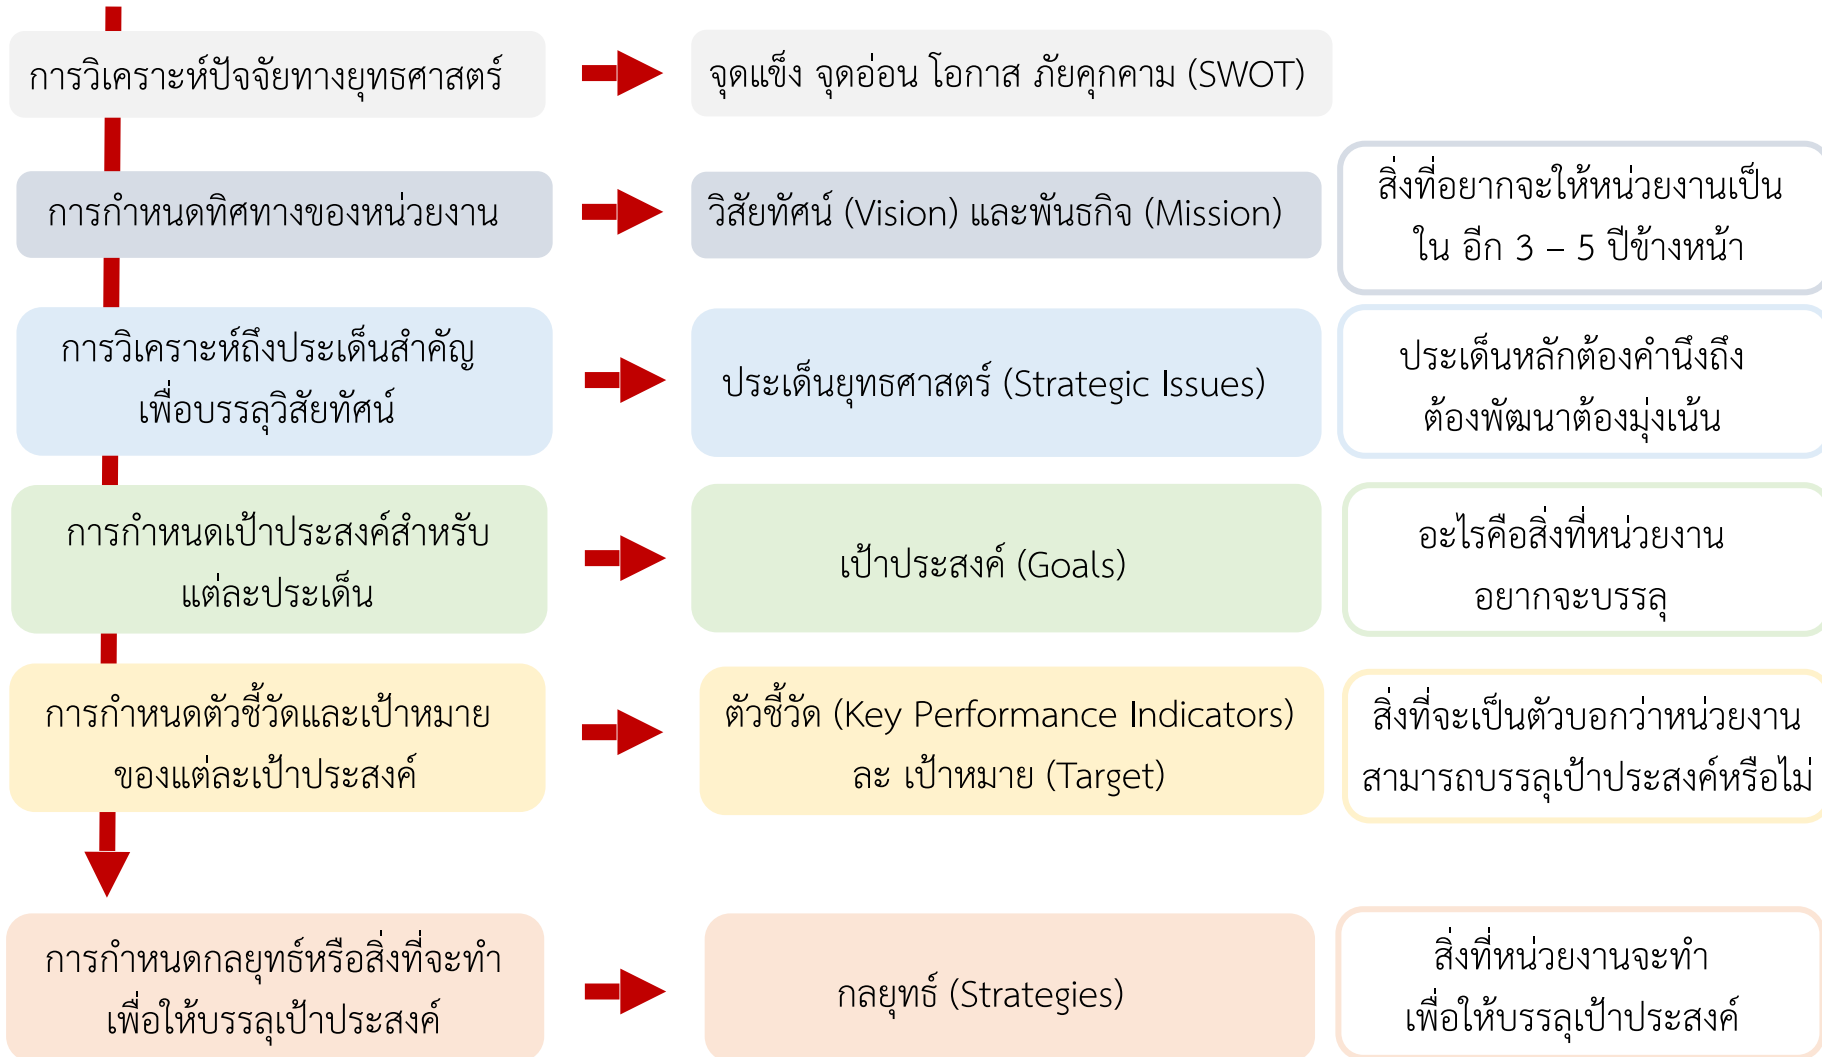 การวิเคราะห์ปัจจัยทางยุทธศาสตร์
จุดแข็ง จุดอ่อน โอกาส ภัยคุกคาม (SWOT)
การกำหนดทิศทางของหน่วยงาน
วิสัยทัศน์ (Vision) และพันธกิจ (Mission)
สิ่งที่อยากจะให้หน่วยงานเป็น
ใน อีก 3 – 5 ปีข้างหน้า
การวิเคราะห์ถึงประเด็นสำคัญ
เพื่อบรรลุวิสัยทัศน์
ประเด็นยุทธศาสตร์ (Strategic Issues)
ประเด็นหลักต้องคำนึงถึง
ต้องพัฒนาต้องมุ่งเน้น
การกำหนดเป้าประสงค์สำหรับ
แต่ละประเด็น
เป้าประสงค์ (Goals)
อะไรคือสิ่งที่หน่วยงาน
อยากจะบรรลุ
การกำหนดตัวชี้วัดและเป้าหมาย
ของแต่ละเป้าประสงค์
ตัวชี้วัด (Key Performance Indicators)
ละ เป้าหมาย (Target)
สิ่งที่จะเป็นตัวบอกว่าหน่วยงาน
สามารถบรรลุเป้าประสงค์หรือไม่
การกำหนดกลยุทธ์หรือสิ่งที่จะทำ
เพื่อให้บรรลุเป้าประสงค์
กลยุทธ์ (Strategies)
สิ่งที่หน่วยงานจะทำ
เพื่อให้บรรลุเป้าประสงค์